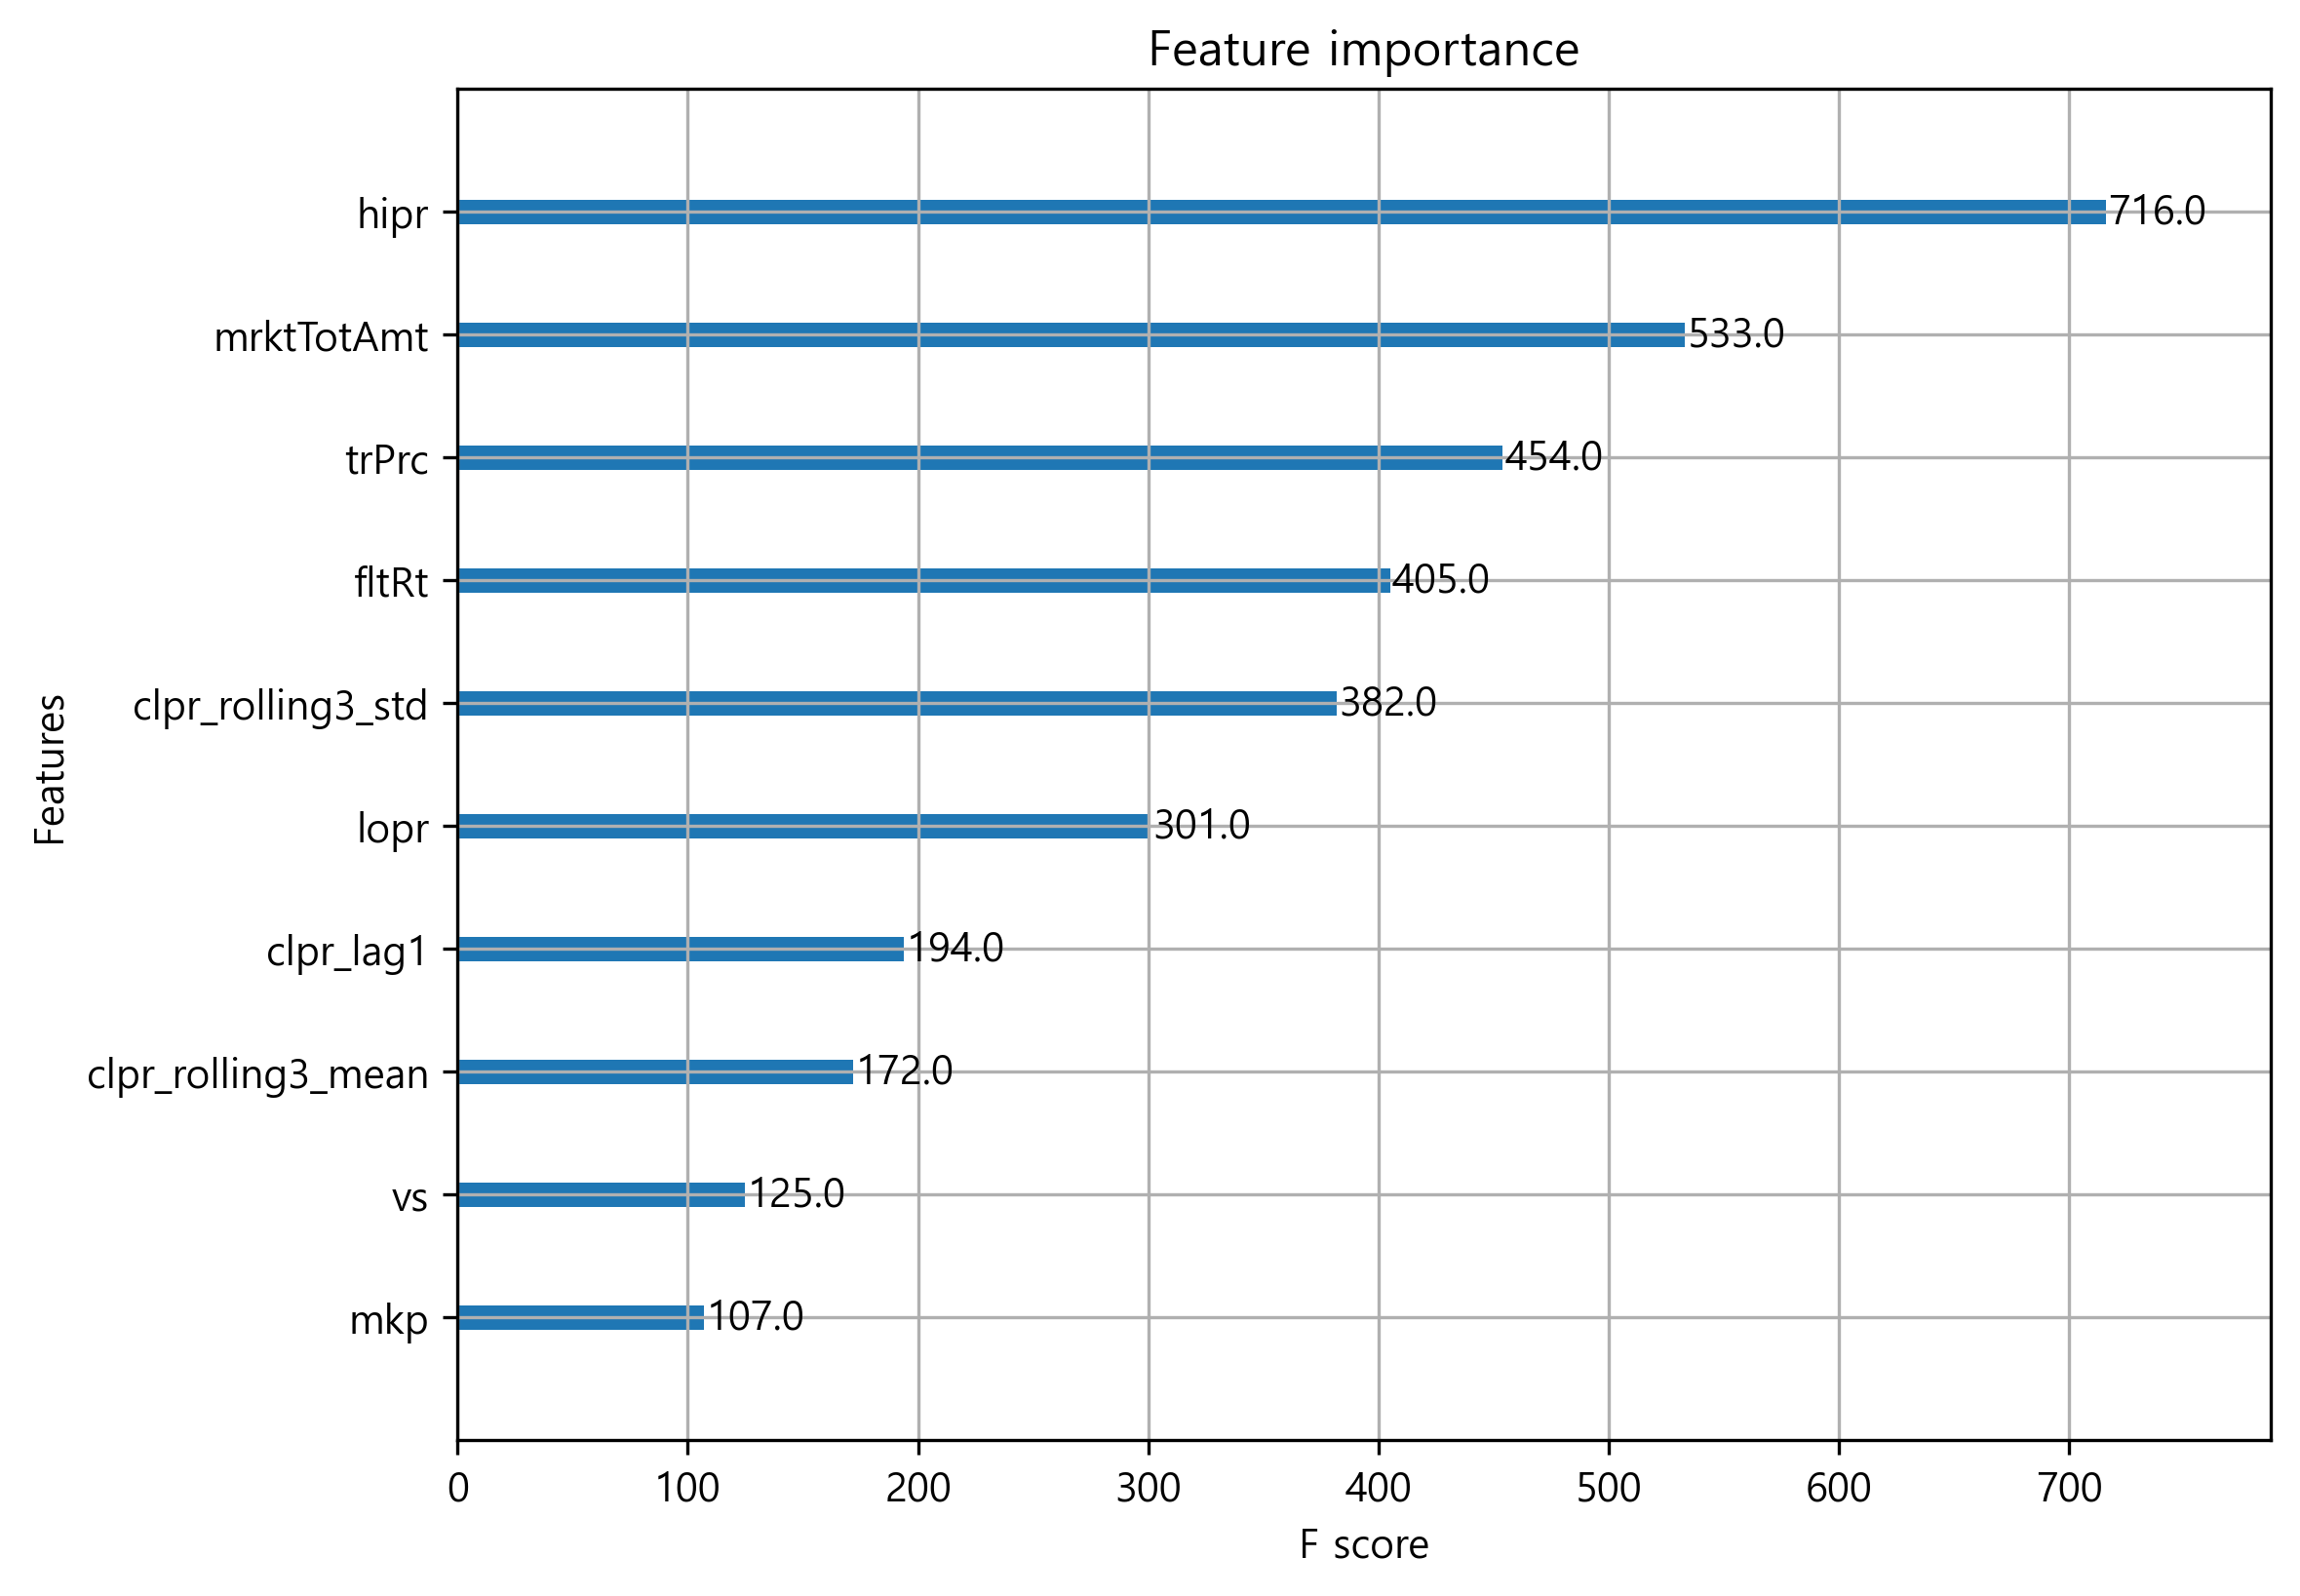 Feature importance
hipr 716.0
mrktTotAmt 533.0
trPrc 454.0
fltRt 405.0
clpr_rolling3_std 382.0
lopr 301.0
clpr_lag1 194.0
clpr_rolling3_mean 172.0
vs 125.0
mkp 107.0
Features
0 100 200 300 400 500 600 700
F score